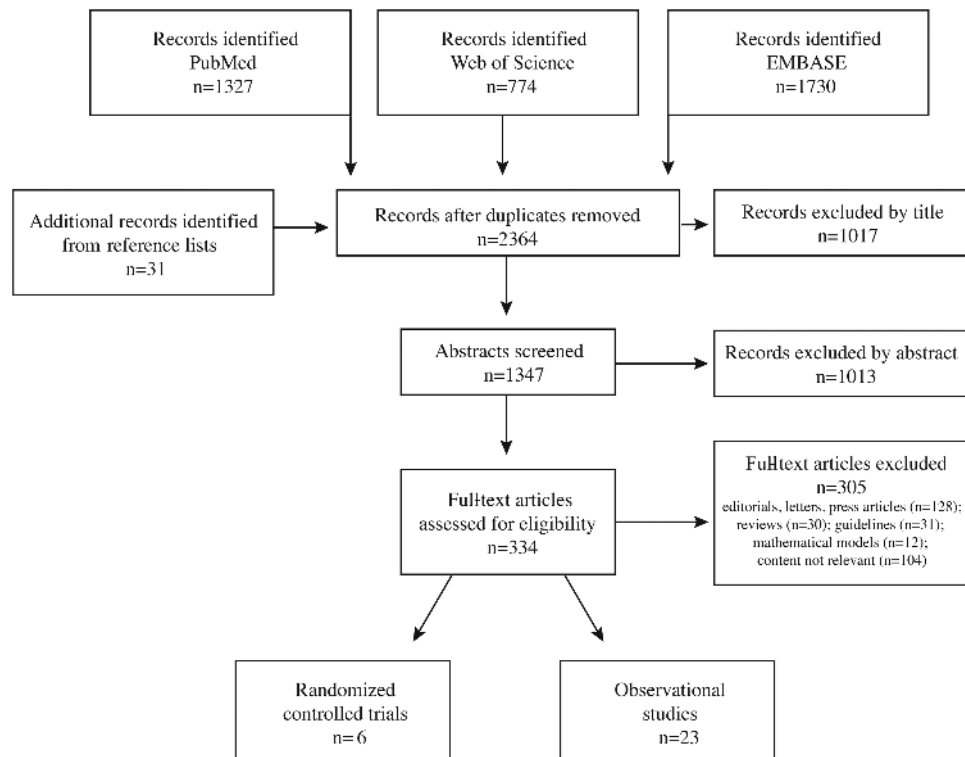 Records identified
PubMed
n=1327
Records identified
Web of Science
n=774
Records identified
EMBASE
n=1730
Additional records identified
from reference lists
n=31
Records after duplicates removed
n=2364
Records excluded by title
n=1017
Abstracts screened
n=1347
Records excluded by abstract
n=1013
Full-text articles
assessed for eligibility
n=334
Full-text articles excluded
n=305
editorials, letters, press articles (n=128);
reviews (n=30); guidelines (n=31);
mathematical models (n=12);
content not relevant (n=104)
Randomized
controlled trials
n= 6
Observational
studies
n=23